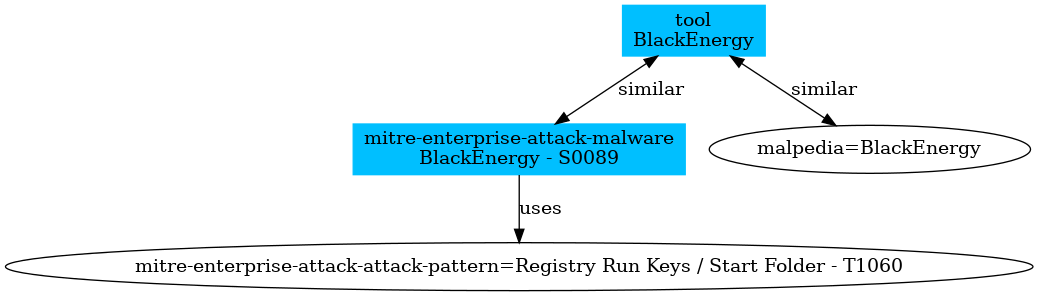 tool
BlackEnergy
similar
similar
mitre-enterprise-attack-malware
BlackEnergy - S0089
malpedia=BlackEnergy
uses
mitre-enterprise-attack-attack-pattern=Registry Run Keys / Start Folder - T1060